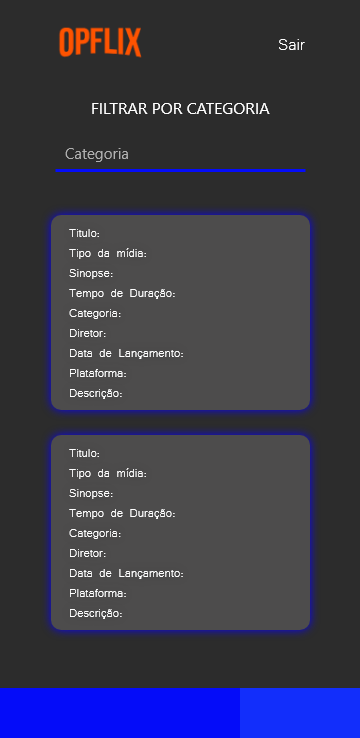 OPFLIX
Sair
FILTRAR POR CATEGORIA
Categoria
Titulo:
Tipo da mídia:
Sinopse:
Tempo de Duração:
Categoria:
Diretor:
Data de Lançamento:
Plataforma:
Descrição:
Titulo:
Tipo da mídia:
Sinopse:
Tempo de Duração:
Categoria:
Diretor:
Data de Lançamento:
Plataforma:
Descrição: